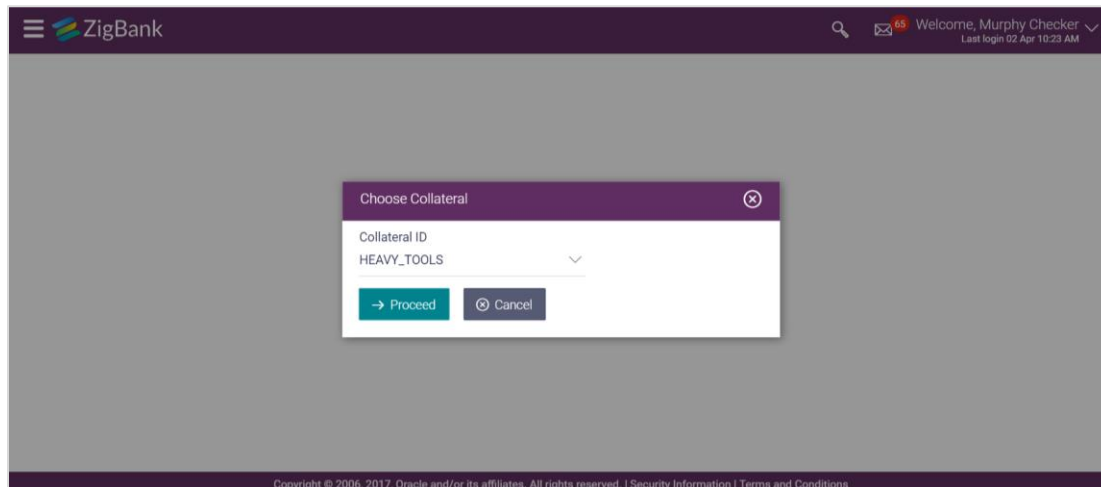 ZigBank
65
Welcome, Murphy Checker
Last login 02 Apr 10:23 AM
Choose Collateral
Collateral ID
HEAVY_TOOLS
Proceed
Cancel
Copyright © 2006, 2017, Oracle and/or its affiliates. All rights reserved. | Security Information | Terms and Conditions